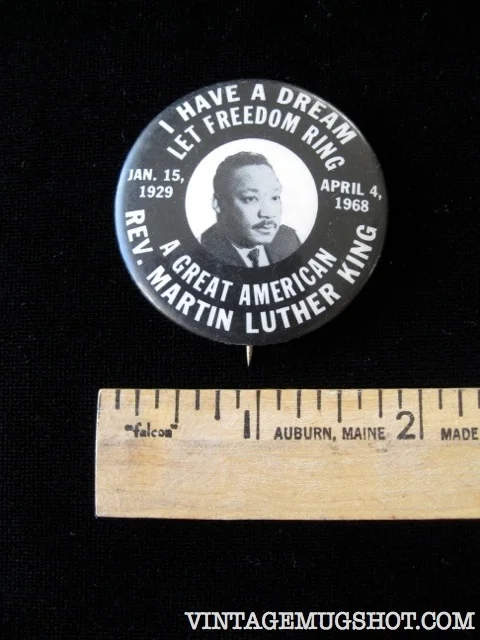 I HAVE A DREAM
LET FREEDOM RING
JAN. 15,
1929
APRIL 4,
1968
A GREAT AMERICAN
REV. MARTIN LUTHER KING
1
2
"falcon"
AUBURN, MAINE
MADE
VINTAGEMUGSHOT.COM